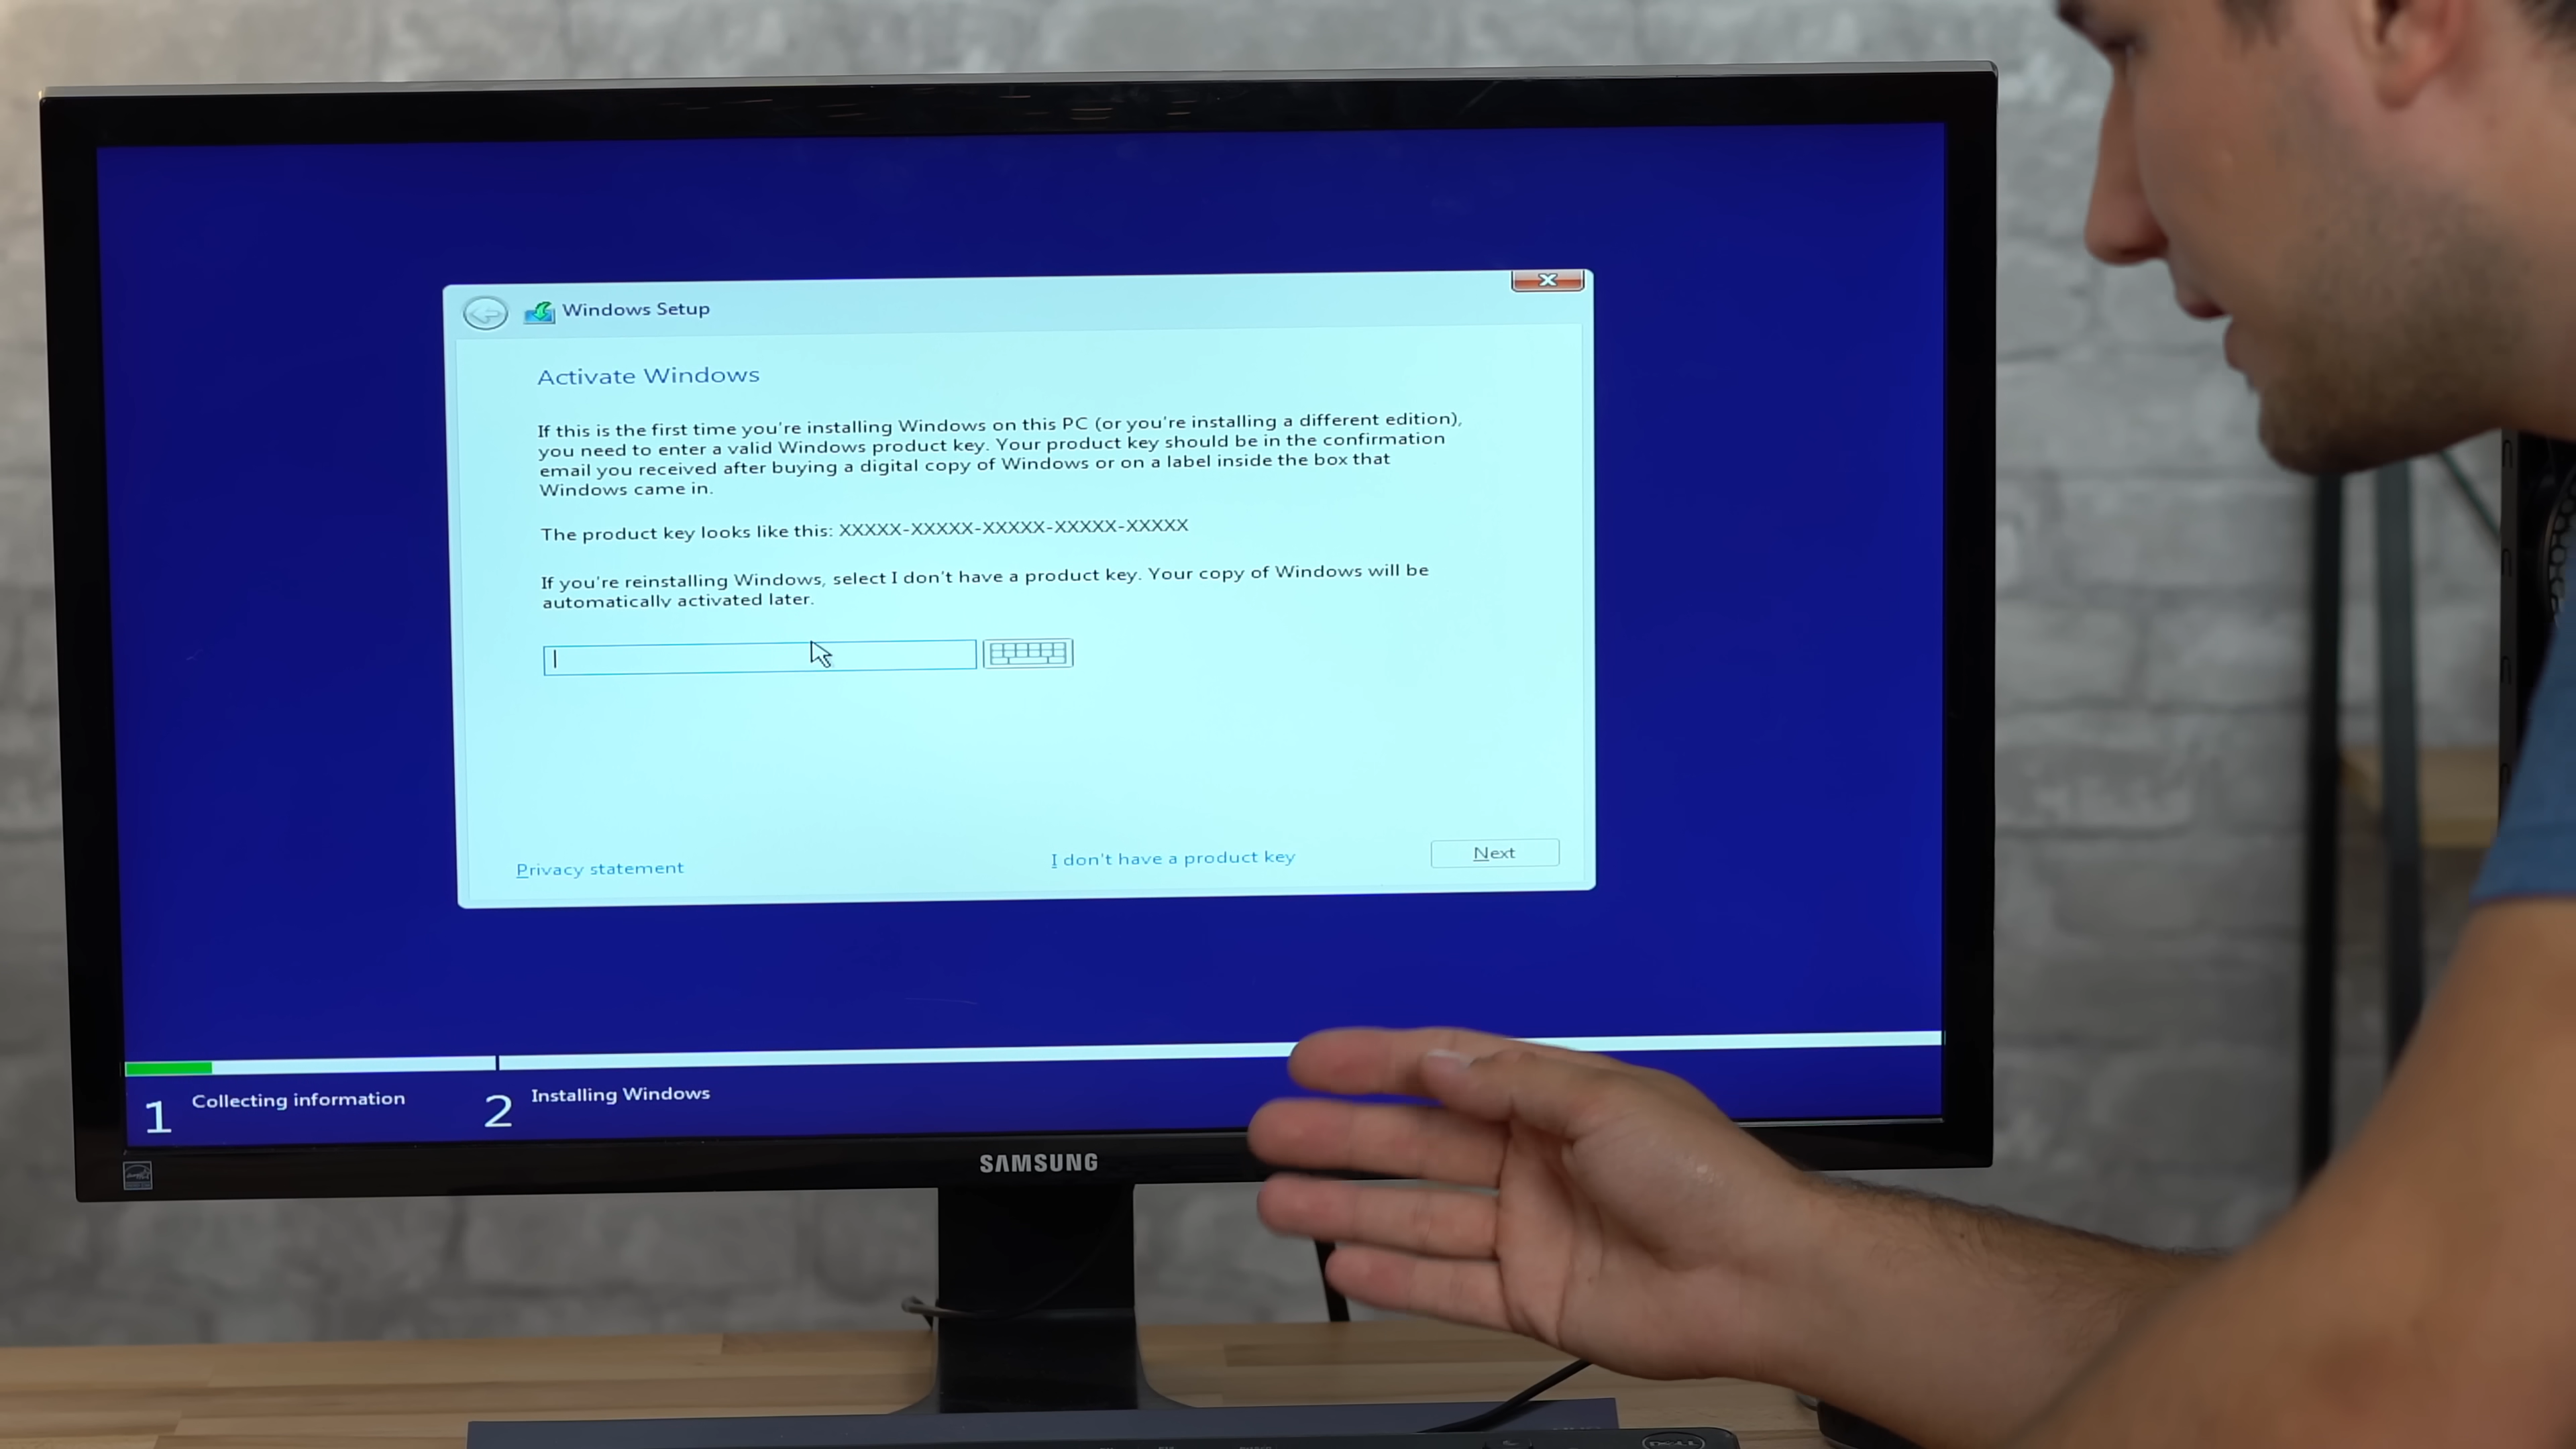 Windows Setup
Activate Windows
If this is the first time you're installing Windows on this PC (or you're installing a different edition),
you need to enter a valid Windows product key. Your product key should be in the confirmation
email you received after buying a digital copy of Windows or on a label inside the box that
Windows came in.
The product key looks like this: XXXXX-XXXXX-XXXXX-XXXXX-XXXXX
If you're reinstalling Windows, select I don't have a product key. Your copy of Windows will be
automatically activated later.
Privacy statement
I don't have a product key
Next
1 Collecting information
2 Installing Windows
SAMSUNG
DELL